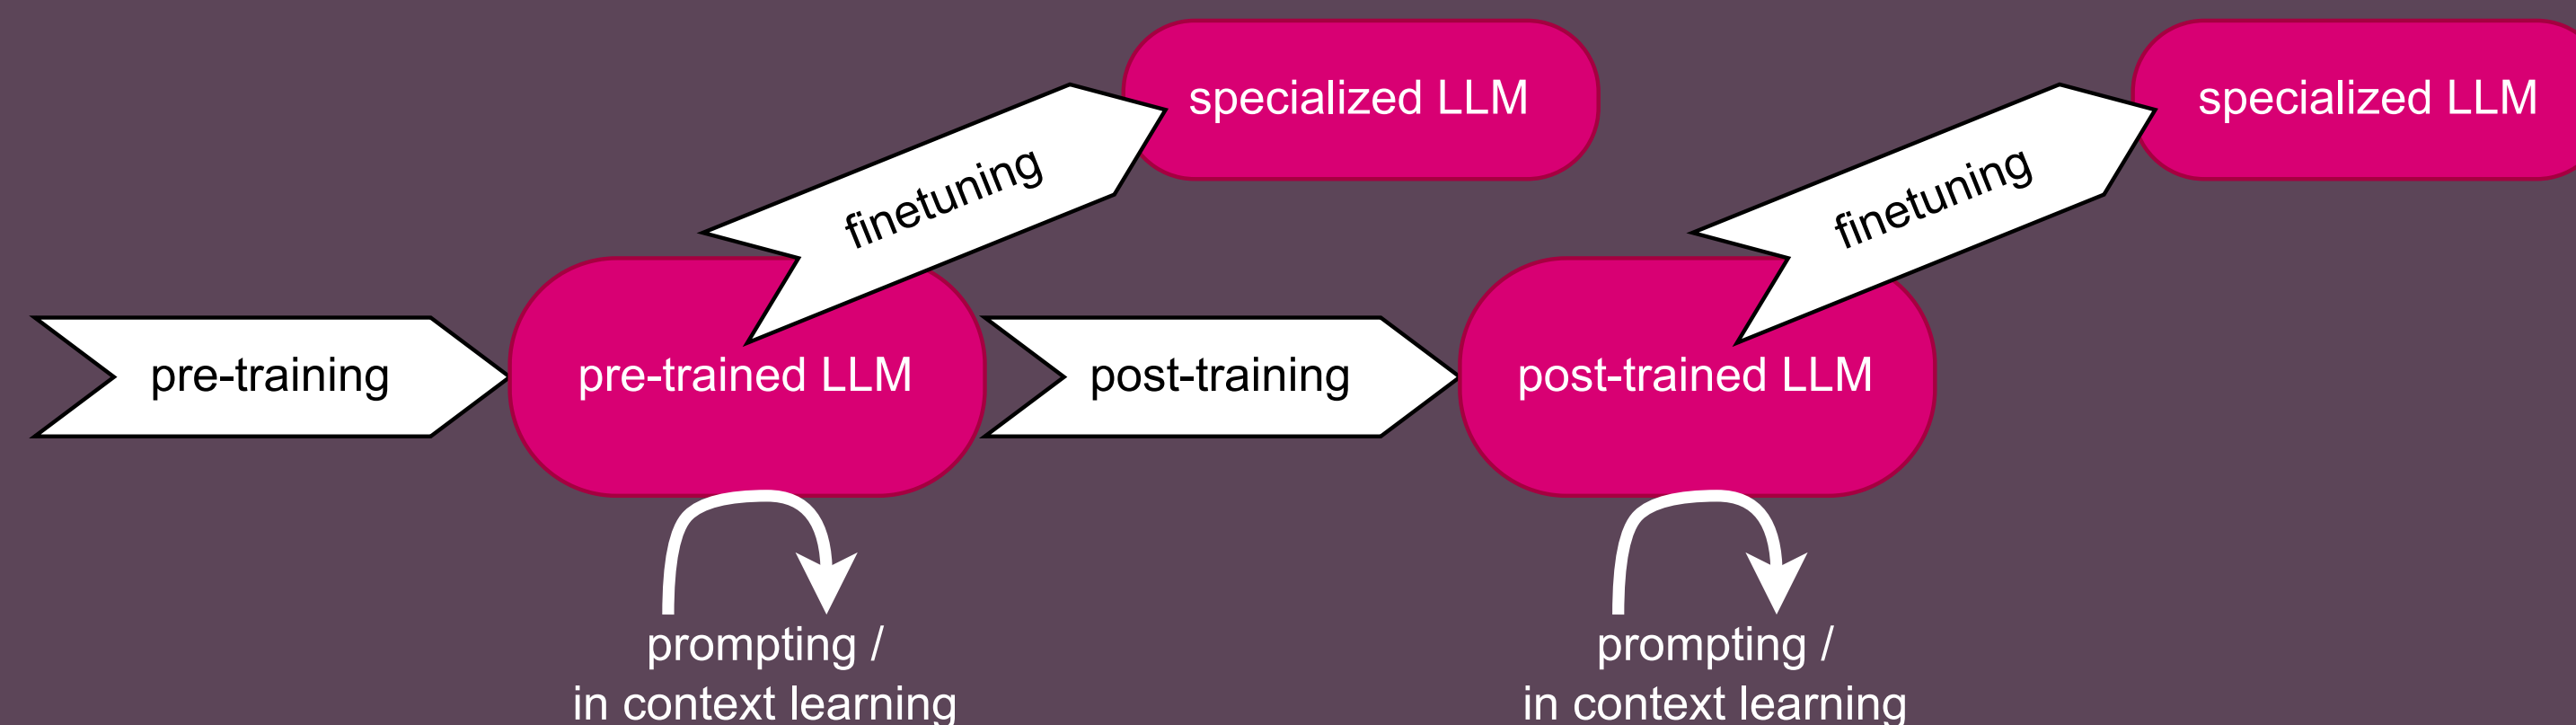 specialized LLM
specialized LLM
finetuning
finetuning
pre-training
pre-trained LLM
post-training
post-trained LLM
prompting /
in context learning
prompting /
in context learning